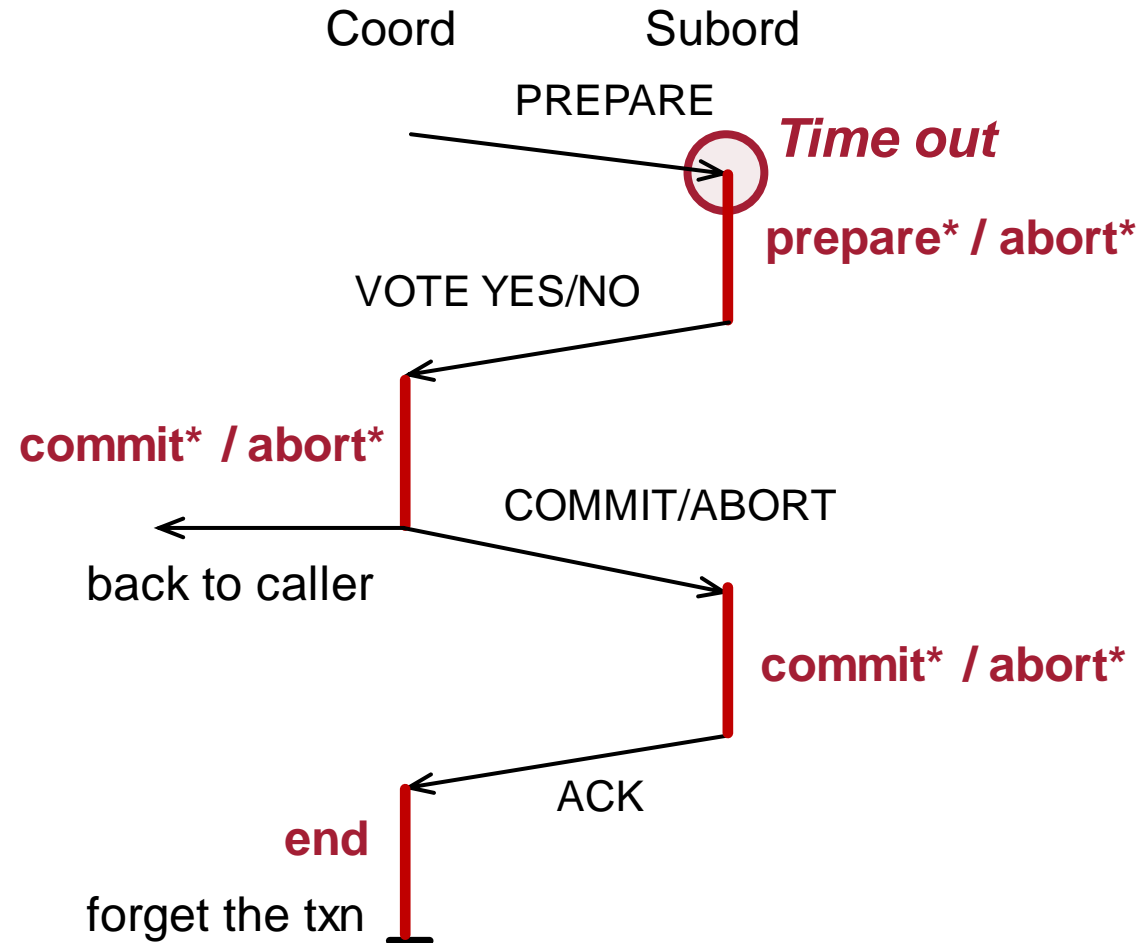 Coord Subord
PREPARE
Time out
prepare* / abort*
VOTE YES/NO
commit* / abort*
COMMIT/ABORT
back to caller
commit* / abort*
ACK
end
forget the txn